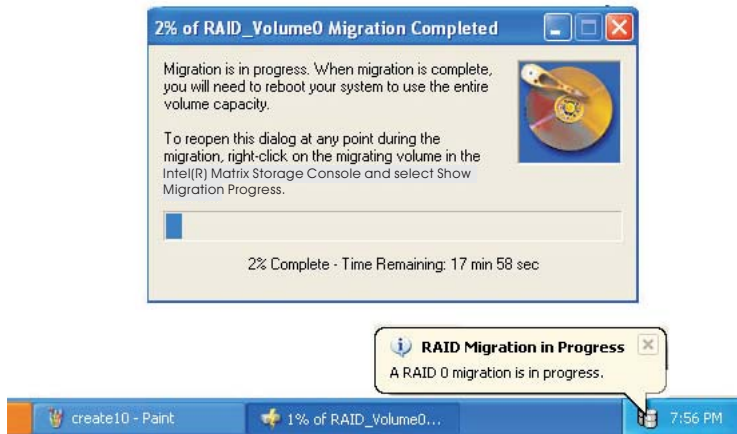 2% of RAID_Volume0 Migration Completed
Migration is in progress. When migration is complete,
you will need to reboot your system to use the entire
volume capacity.
To reopen this dialog at any point during the
migration, right-click on the migrating volume in the
Intel(R) Matrix Storage Console and select Show
Migration Progress.
2% Complete - Time Remaining: 17 min 58 sec
RAID Migration in Progress
A RAID 0 migration is in progress.
create10 - Paint
1% of RAID_Volume0...
7:56 PM